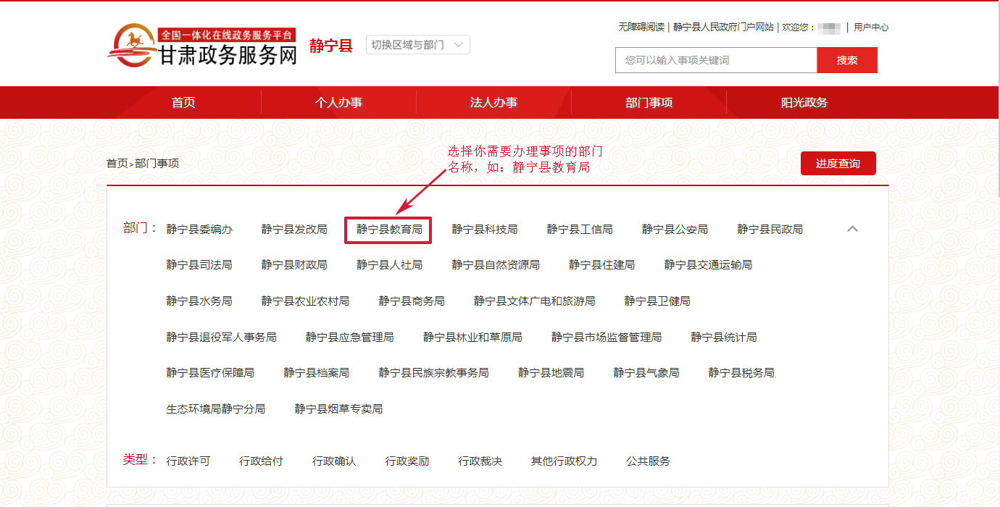 无障碍阅读 | 静宁县人民政府门户网站 | 欢迎您： | 用户中心
全国一体化在线政务服务平台
甘肃政务服务网
静宁县
切换区域与部门
您可以输入事项关键词
搜索
首页 个人办事 法人办事 部门事项 阳光政务
选择你需要办理事项的部门
名称，如：静宁县教育局
首页>部门事项
进度查询
部门： 静宁县委编办 静宁县发改局 静宁县教育局 静宁县科技局 静宁县工信局 静宁县公安局 静宁县民政局
静宁县司法局 静宁县财政局 静宁县人社局 静宁县自然资源局 静宁县住建局 静宁县交通运输局
静宁县水务局 静宁县农业农村局 静宁县商务局 静宁县文体广电和旅游局 静宁县卫健局
静宁县退役军人事务局 静宁县应急管理局 静宁县林业和草原局 静宁县市场监督管理局 静宁县统计局
静宁县医疗保障局 静宁县档案局 静宁县民族宗教事务局 静宁县地震局 静宁县气象局 静宁县税务局
生态环境局静宁分局 静宁县烟草专卖局
类型： 行政许可 行政给付 行政确认 行政奖励 行政裁决 其他行政权力 公共服务